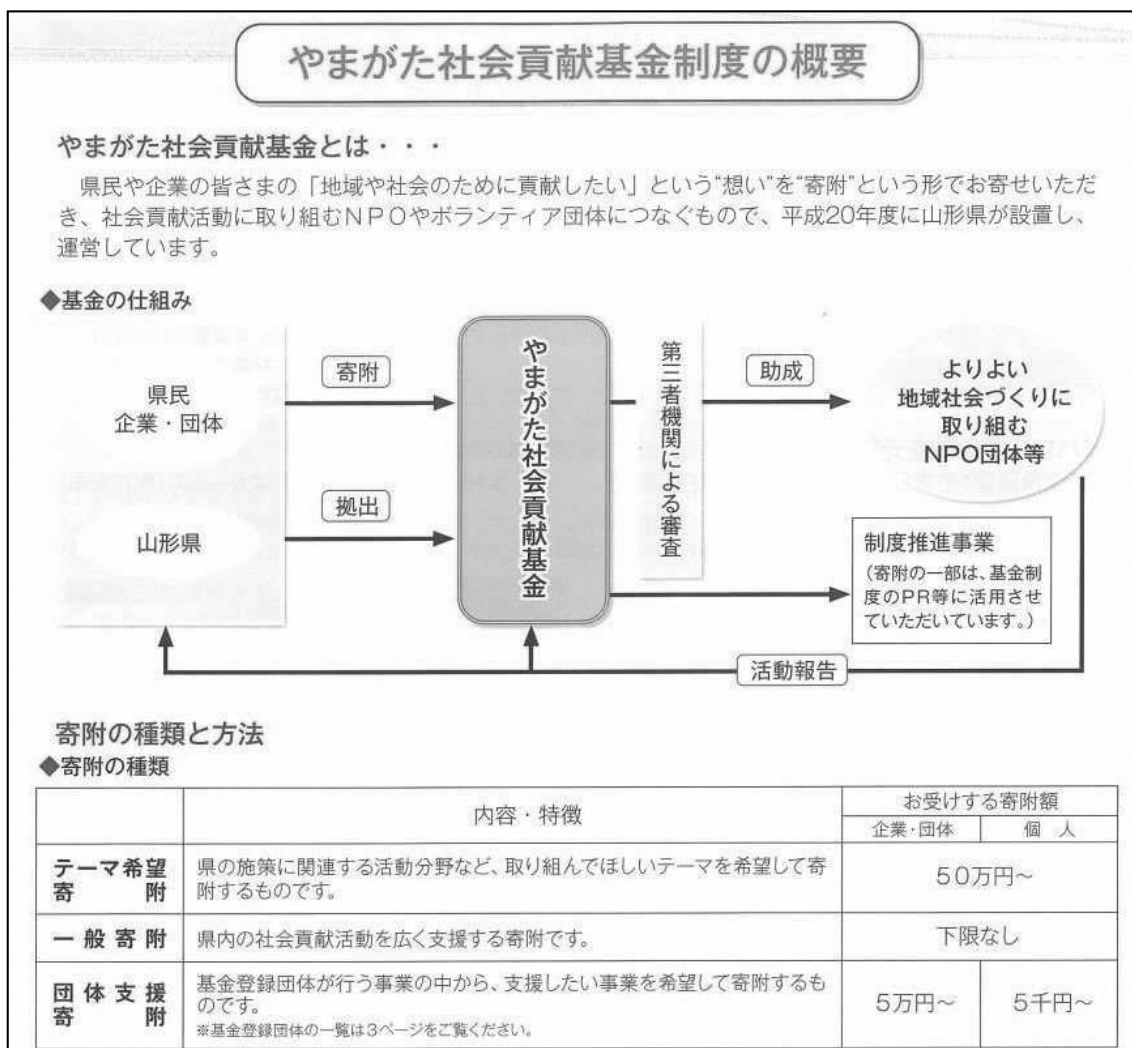 やまがた社会貢献基金制度の概要
やまがた社会貢献基金とは・・・
県民や企業の皆さまの「地域や社会のために貢献したい」という“想い”を“寄附”という形でお寄せいただ
き、社会貢献活動に取り組むNPOやボランティア団体につなぐもので、平成20年度に山形県が設置し、
運営しています。
◆基金の仕組み
県民
企業・団体
山形県
寄附
拠出
やまがた社会貢献基金
第三者機関による審査
助成
よりよい
地域社会づくりに
取り組む
NPO団体等
制度推進事業
(寄附の一部は、基金制
度のPR等に活用させ
ていただいています。)
活動報告
寄附の種類と方法
◆寄附の種類
内容・特徴
お受けする寄附額
企業・団体
個 人
テーマ希望
寄 附
県の施策に関連する活動分野など、取り組んでほしいテーマを希望して寄
附するものです。
50万円~
一般寄附
県内の社会貢献活動を広く支援する寄附です。
下限なし
団体支援
寄 附
基金登録団体が行う事業の中から、支援したい事業を希望して寄附するも
のです。
※基金登録団体の一覧は3ページをご覧ください。
5万円~
5千円~